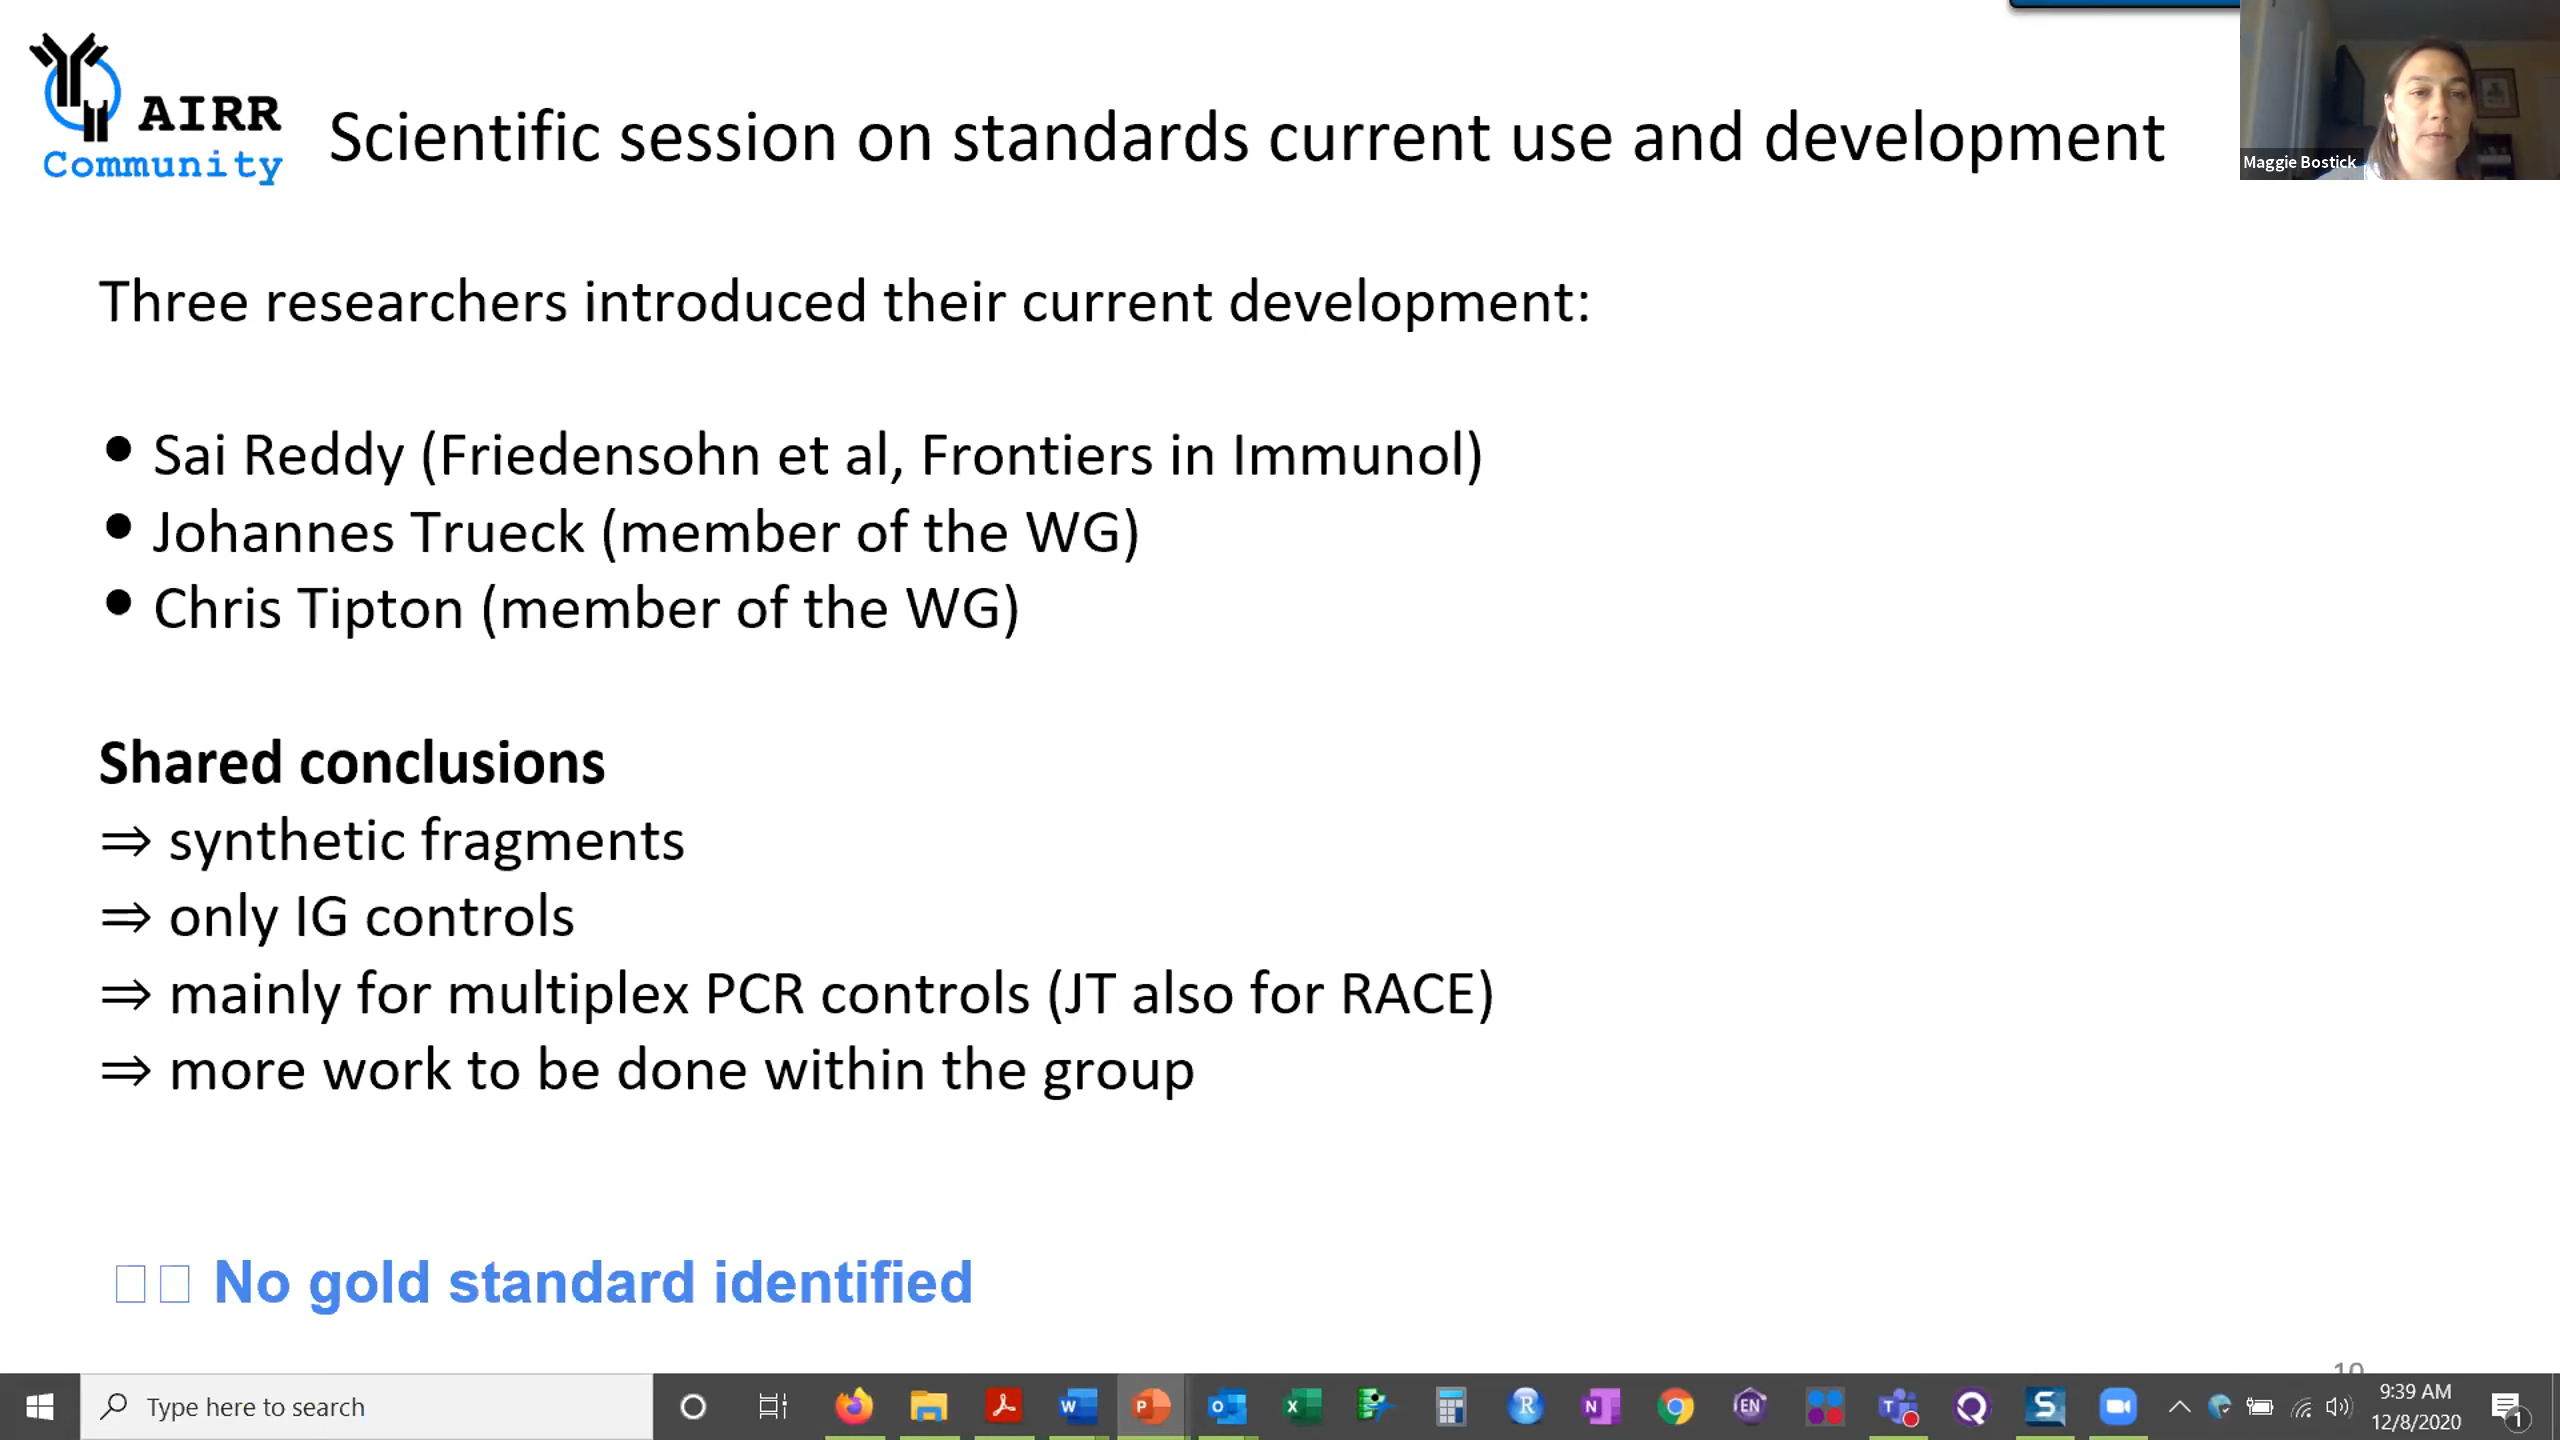 AIRR
Community
Scientific session on standards current use and development
Maggie Bostick
Three researchers introduced their current development:
• Sai Reddy (Friedensohn et al, Frontiers in Immunol)
• Johannes Trueck (member of the WG)
• Chris Tipton (member of the WG)
Shared conclusions
⇒ synthetic fragments
⇒ only IG controls
⇒ mainly for multiplex PCR controls (JT also for RACE)
⇒ more work to be done within the group
No gold standard identified
Type here to search
9:39 AM
12/8/2020
1